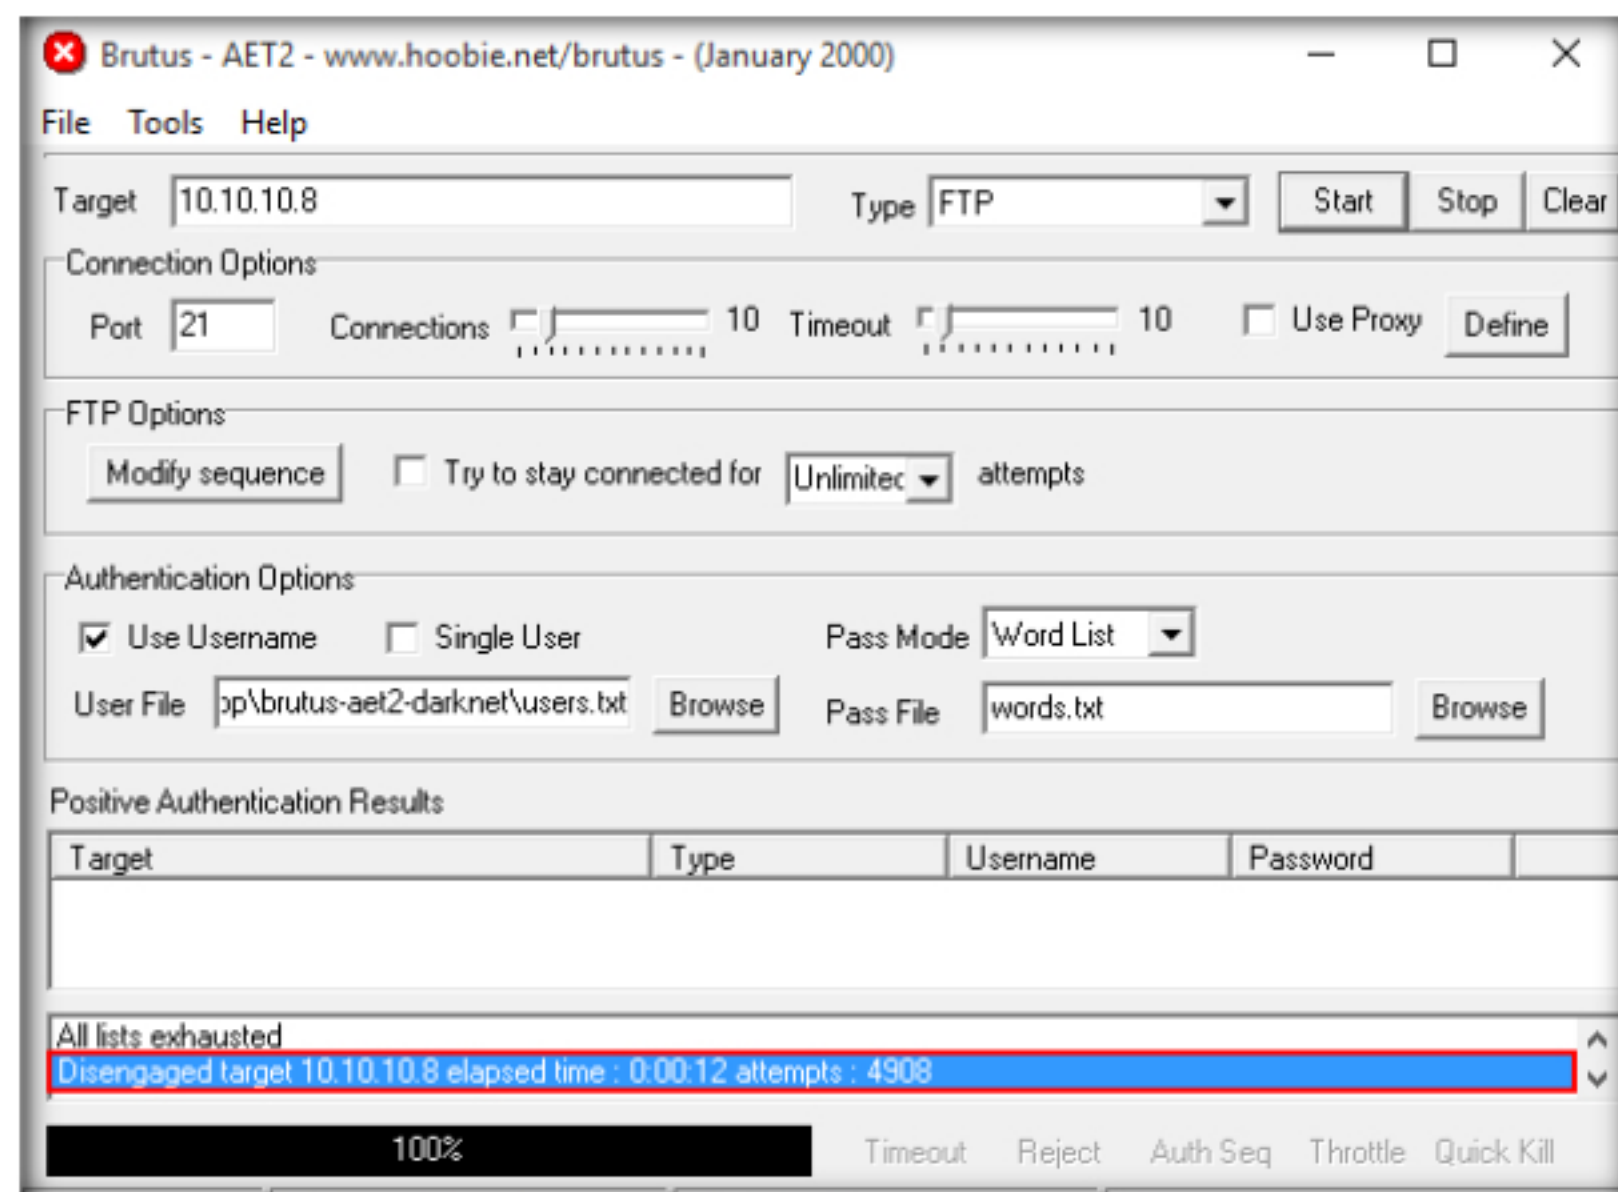 Brutus - AET2 - www.hoobie.net/brutus - (January 2000)
File Tools Help
Target 10.10.10.8 Type FTP Start Stop Clear
Connection Options
Port 21 Connections 10 Timeout 10 Use Proxy Define
FTP Options
Modify sequence Try to stay connected for Unlimited attempts
Authentication Options
Use Username Single User Pass Mode Word List
User File op\brutus-aet2-darknet\users.txt Browse Pass File words.txt Browse
Positive Authentication Results
Target Type Username Password
All lists exhausted
Disengaged target 10.10.10.8 elapsed time : 0:00:12 attempts : 4908
100% Timeout Reject Auth Seq Throttle Quick Kill